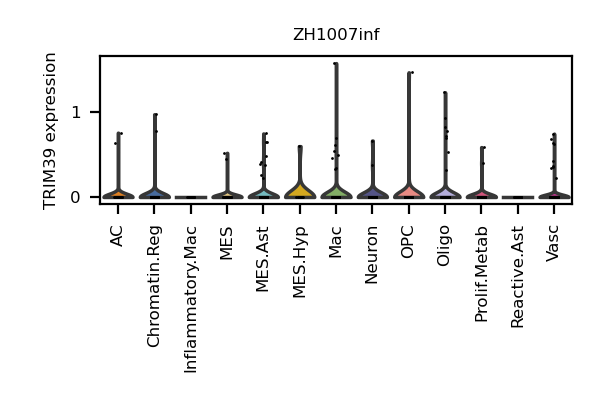 ZH1007inf
TRIM39 expression
1
0
AC
Chromatin.Reg
Inflammatory.Mac
MES
MES.Ast
MES.Hyp
Mac
Neuron
OPC
Oligo
Prolif.Metab
Reactive.Ast
Vasc